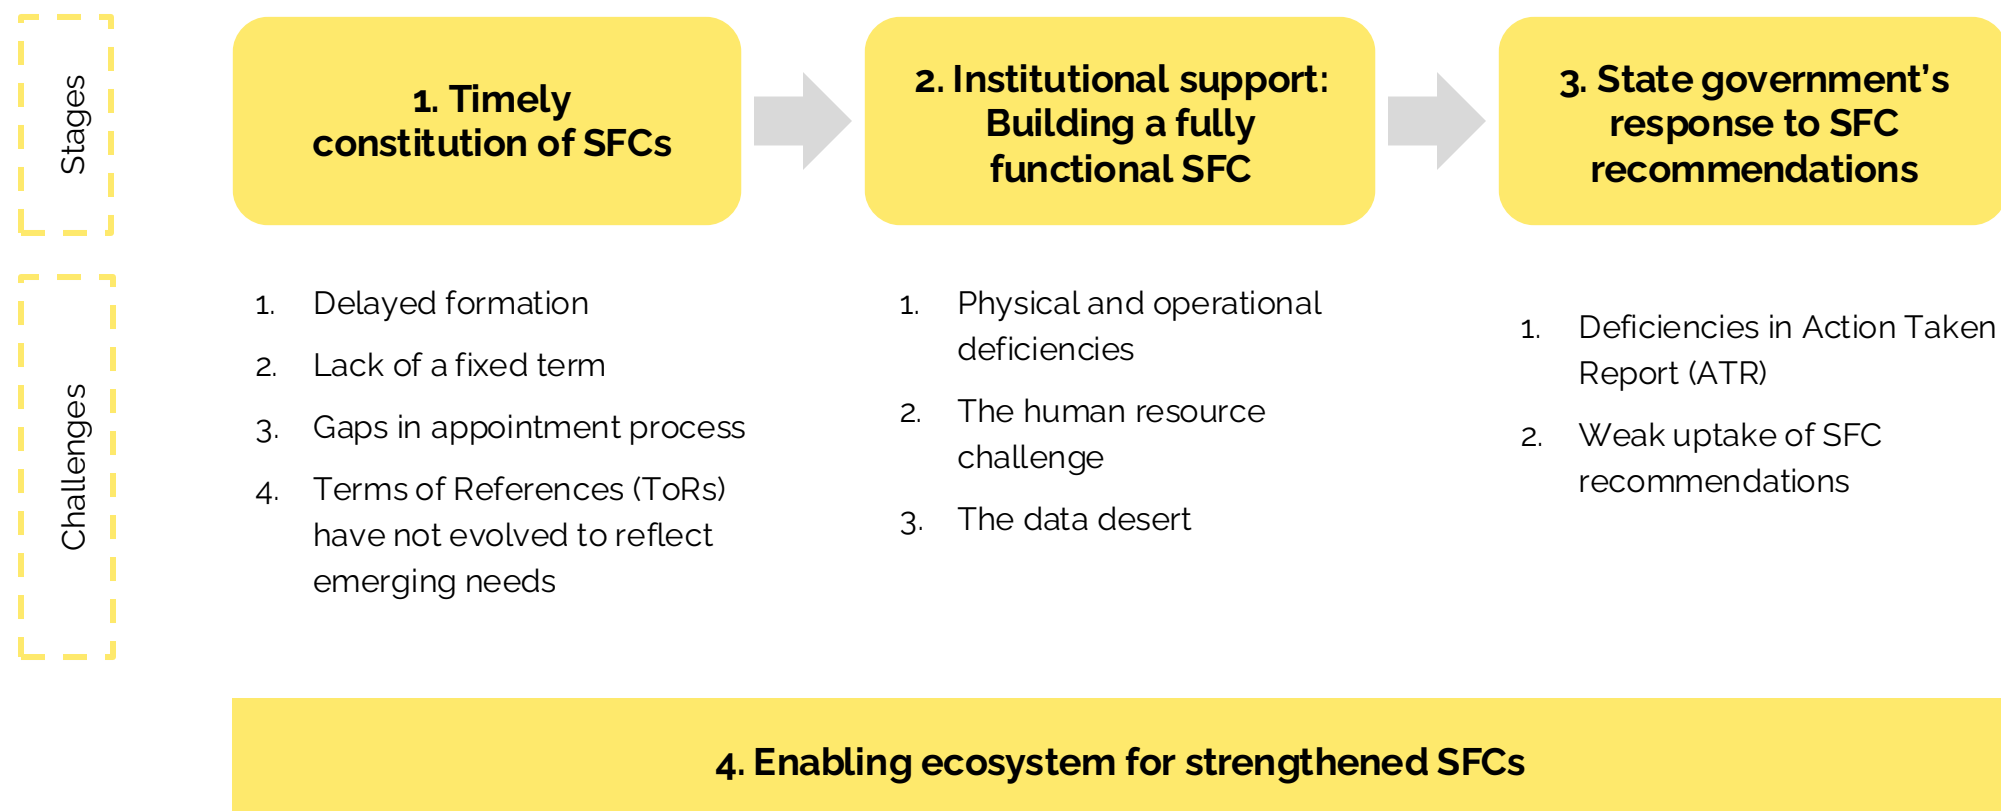 Stages
1. Timely
constitution of SFCs
2. Institutional support:
Building a fully
functional SFC
3. State government’s
response to SFC
recommendations
Challenges
1. Delayed formation
2. Lack of a fixed term
3. Gaps in appointment process
4. Terms of References (ToRs)
have not evolved to reflect
emerging needs
1. Physical and operational
deficiencies
2. The human resource
challenge
3. The data desert
1. Deficiencies in Action Taken
Report (ATR)
2. Weak uptake of SFC
recommendations
4. Enabling ecosystem for strengthened SFCs